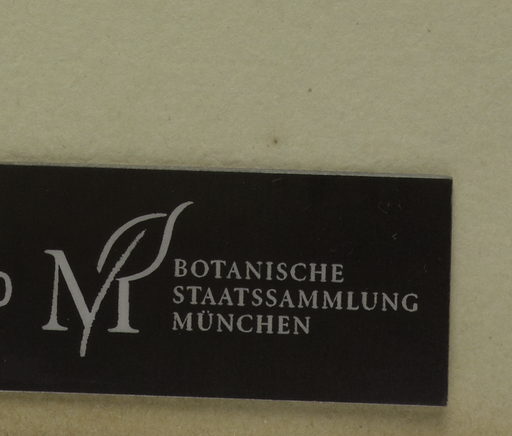 M
BOTANISCHE
STAATSSAMMLUNG
MÜNCHEN